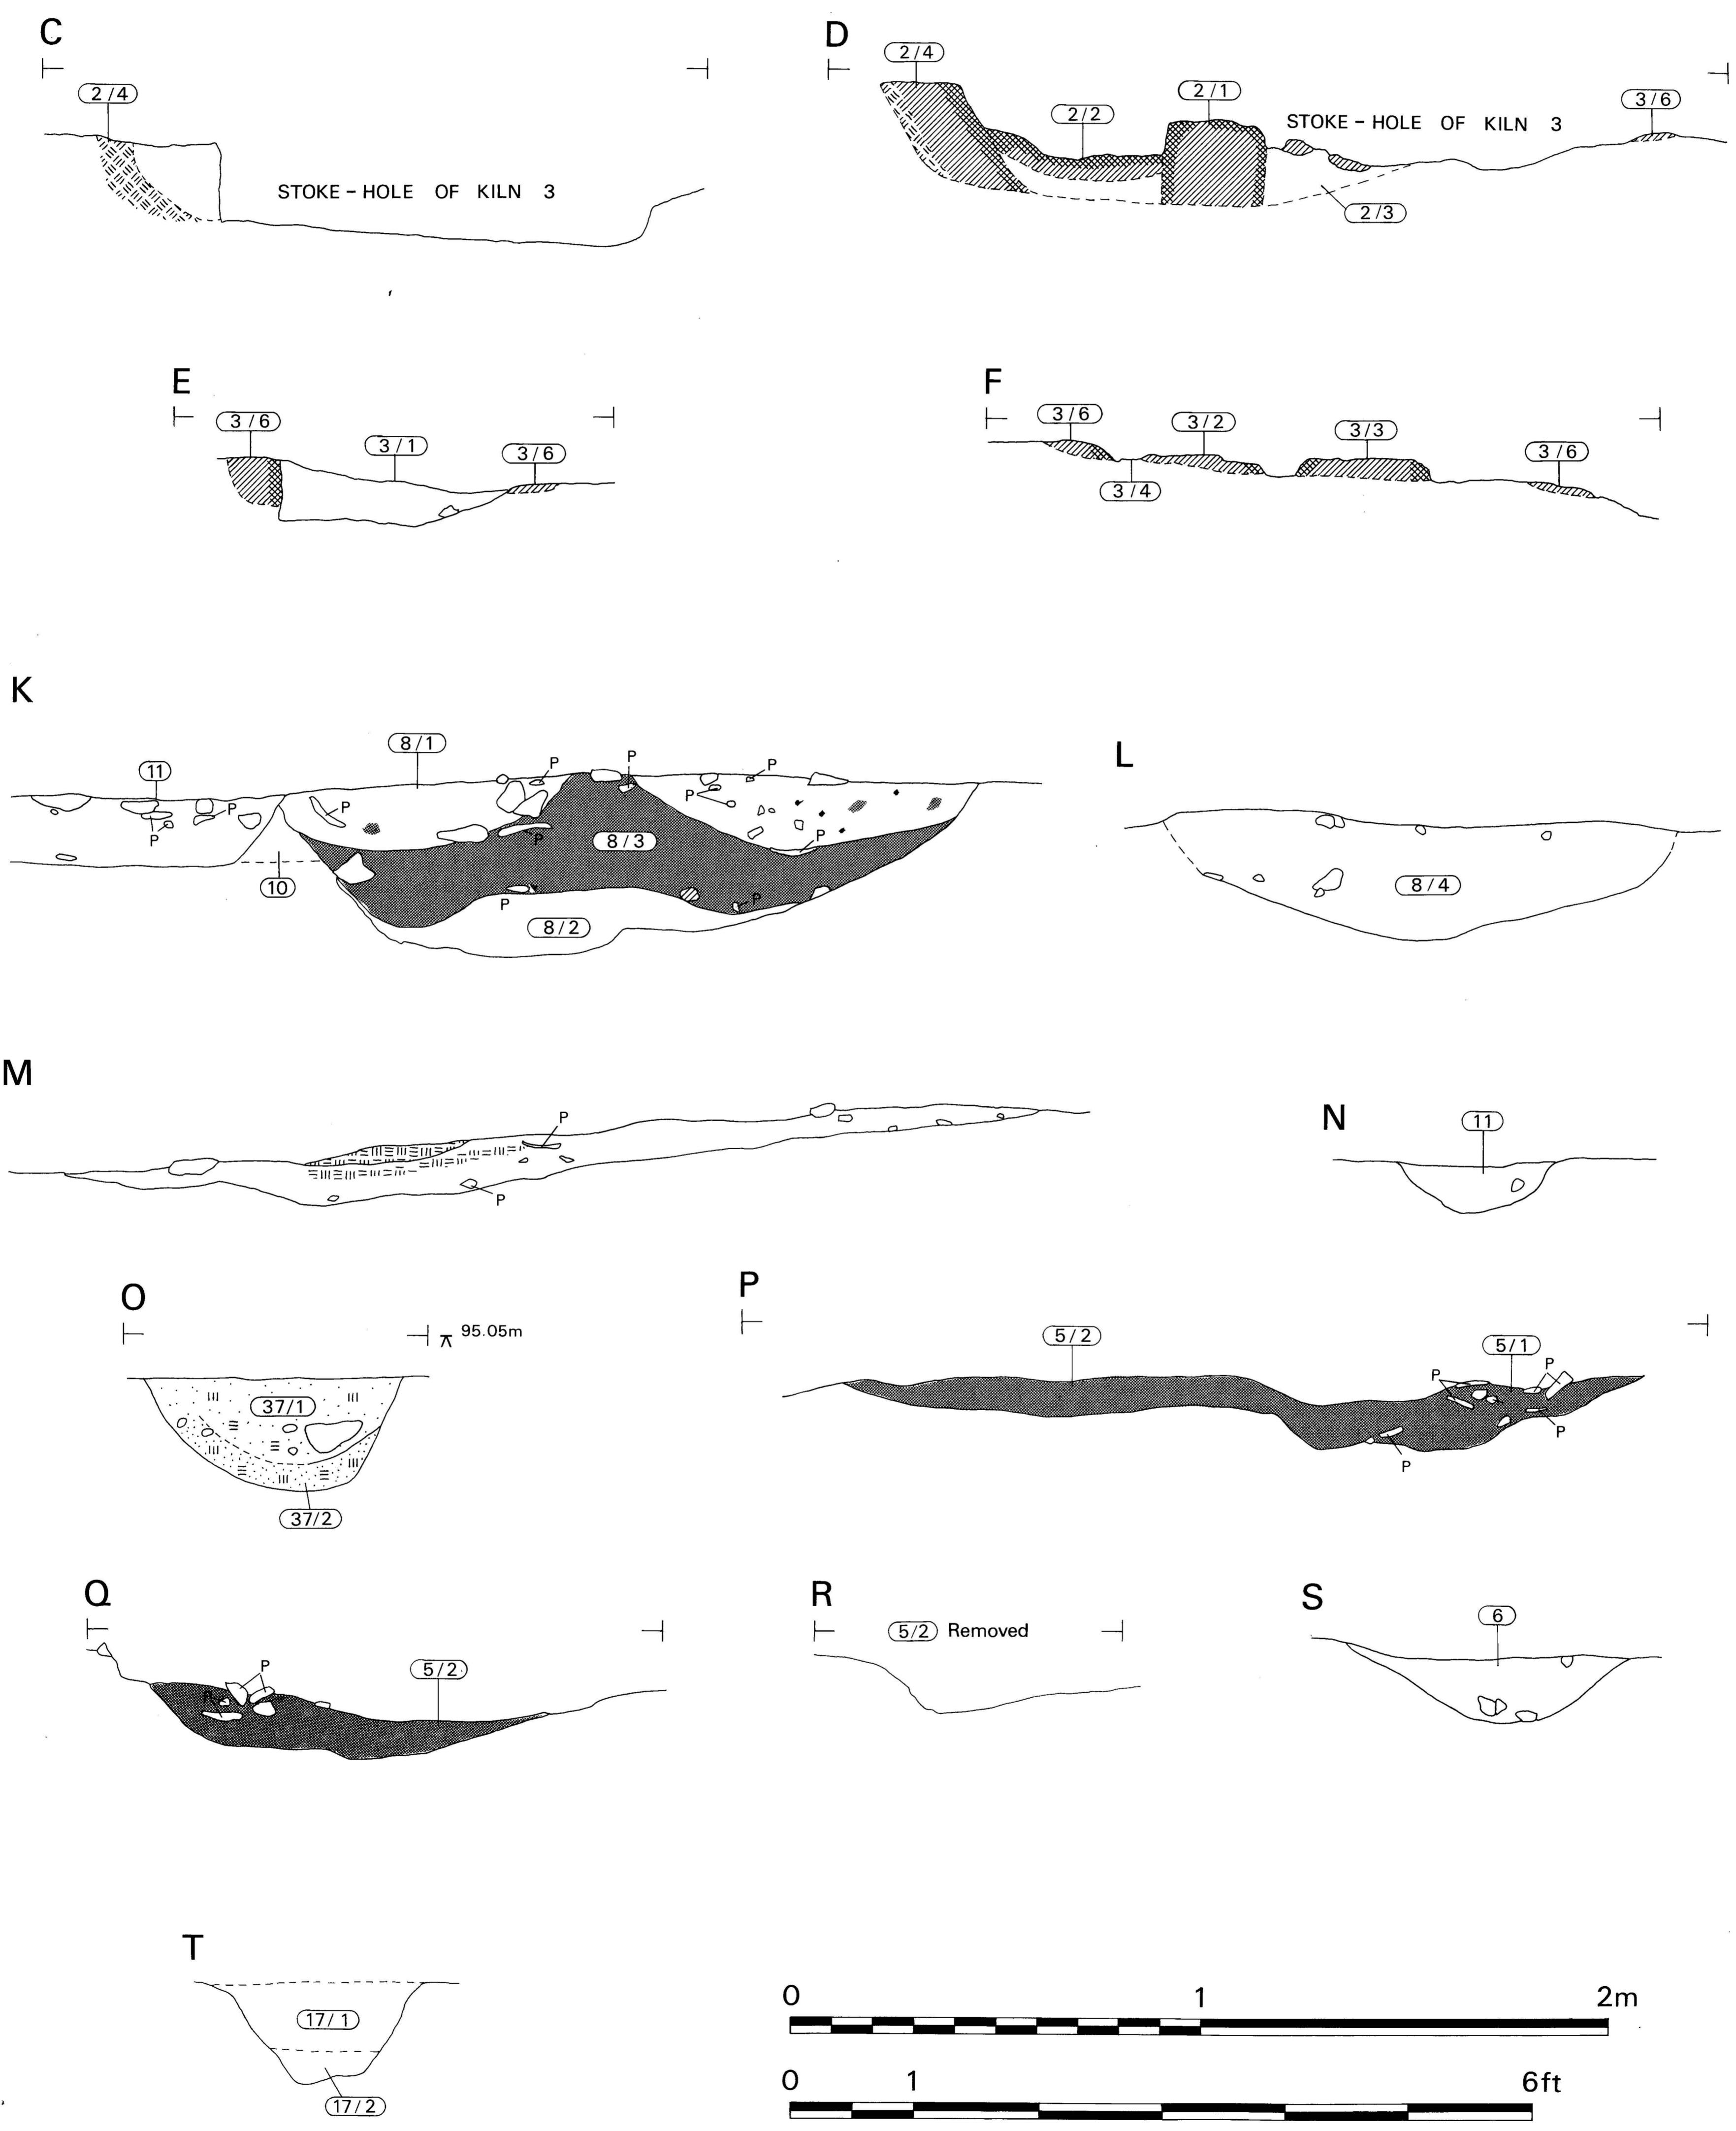 C
D
2/4
2/4
2/2
2/1
3/6
STOKE-HOLE OF KILN 3
STOKE-HOLE OF KILN 3
2/3
E
F
3/6
3/1
3/6
3/6
3/2
3/3
3/6
3/4
K
L
8/1
11
P
P
P
P
P
P
P
P
P
8/3
10
P
P
8/2
8/4
M
P
P
N
11
O
95.05m
37/1
37/2
P
5/2
5/1
P
P
P
P
Q
P
P
5/2
R
5/2 Removed
S
6
T
17/1
17/2
0 1 2m
0 1 6ft